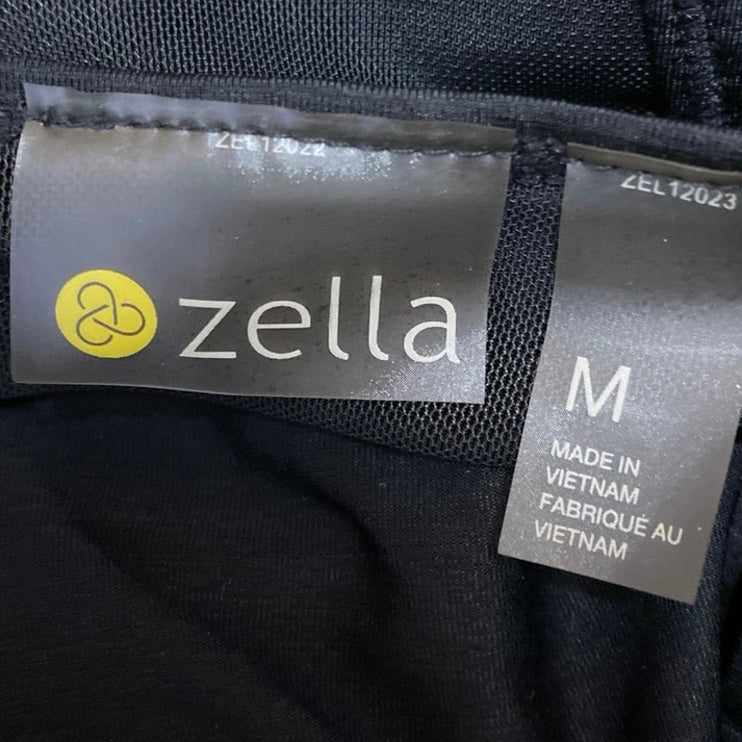 ZEL12022
zella
ZEL12023
M
MADE IN
VIETNAM
FABRIQUÉ AU
VIETNAM